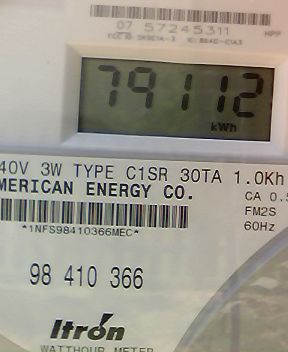 07 57245311
79112
kWh
40V 3W TYPE C1SR 30TA 1.0Kh
MERICAN ENERGY CO.
CA 0.5
FM2S
60Hz
*1NFS98410366MEC*
98 410 366
Itrón
WATTHOUR METER